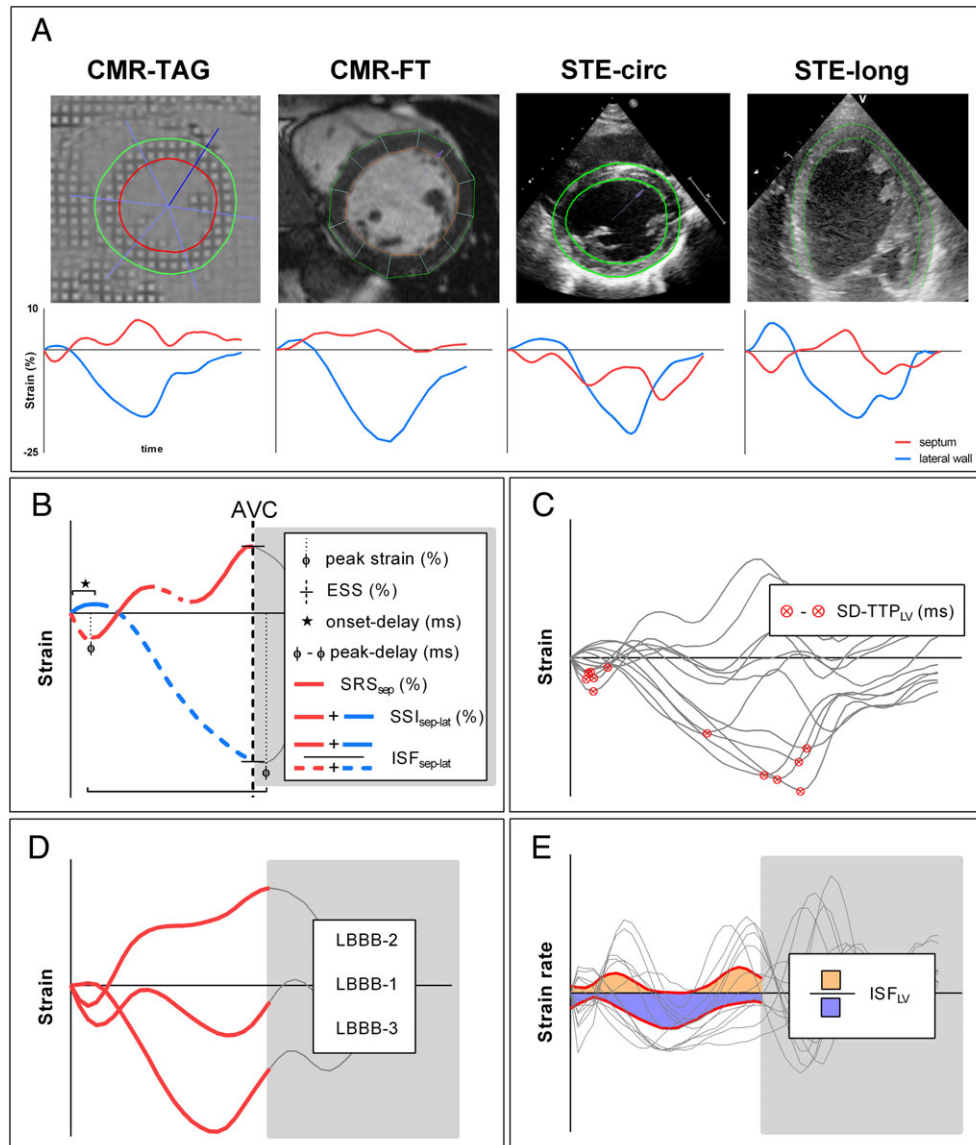 A
CMR-TAG
CMR-FT
STE-circ
STE-long
V
10
Strain (%)
-25
time
septum
lateral wall
B
AVC
Strain
ϕ peak strain (%)
ESS (%)
★ onset-delay (ms)
ϕ - ϕ peak-delay (ms)
SRSsep (%)
+ SSIsep-lat (%)
+
ISFsep-lat
+
★
ϕ
ϕ
C
Strain
⊗ - ⊗ SD-TTPLV (ms)
D
Strain
LBBB-2
LBBB-1
LBBB-3
E
Strain rate
ISFLV